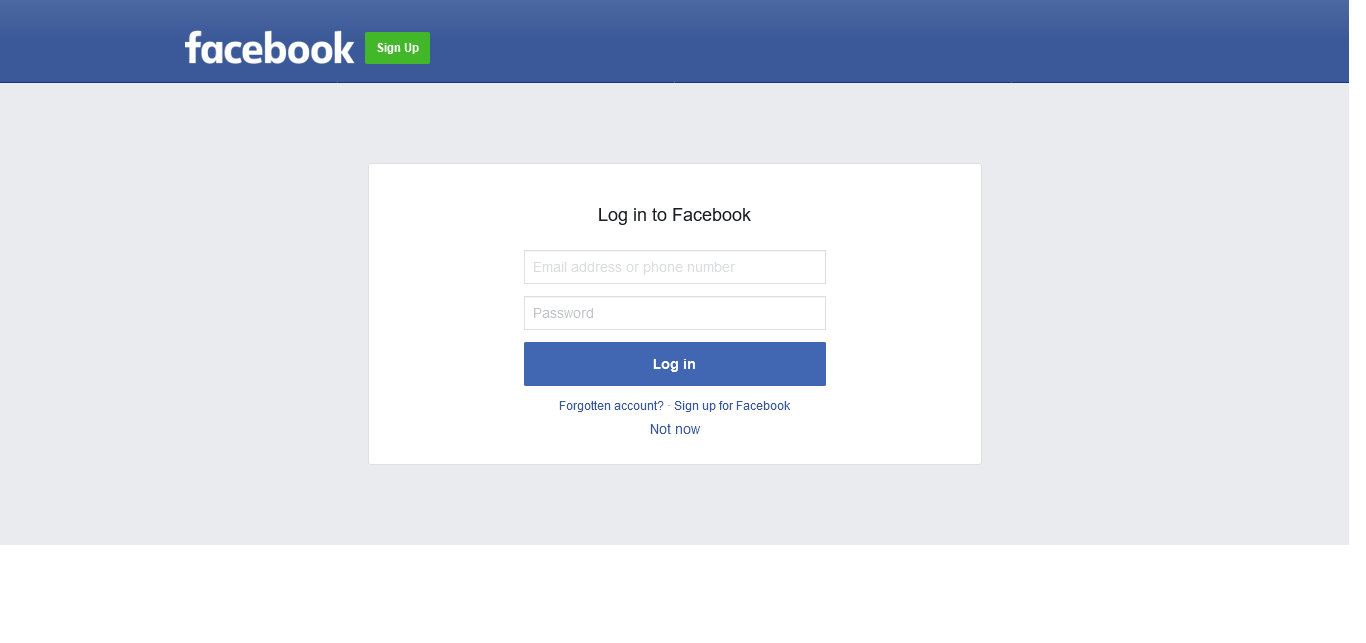 facebook Sign Up
Log in to Facebook
Email address or phone number
Password
Log in
Forgotten account? · Sign up for Facebook
Not now